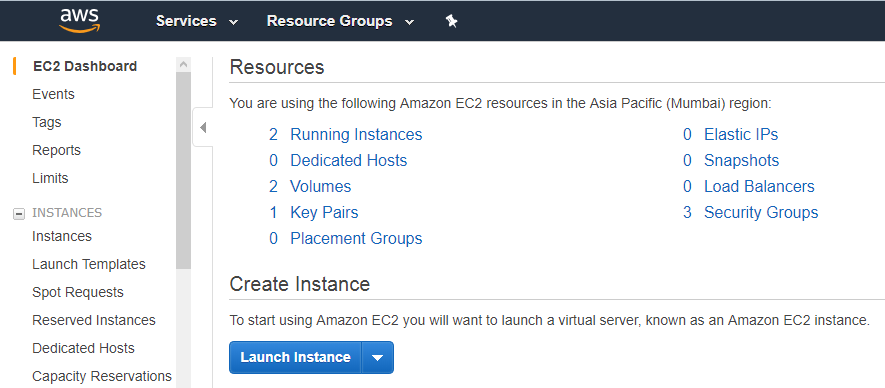 aws Services Resource Groups
EC2 Dashboard
Events
Tags
Reports
Limits
INSTANCES
Instances
Launch Templates
Spot Requests
Reserved Instances
Dedicated Hosts
Capacity Reservations
Resources
You are using the following Amazon EC2 resources in the Asia Pacific (Mumbai) region:
2 Running Instances
0 Dedicated Hosts
2 Volumes
1 Key Pairs
0 Placement Groups
0 Elastic IPs
0 Snapshots
0 Load Balancers
3 Security Groups
Create Instance
To start using Amazon EC2 you will want to launch a virtual server, known as an Amazon EC2 instance.
Launch Instance